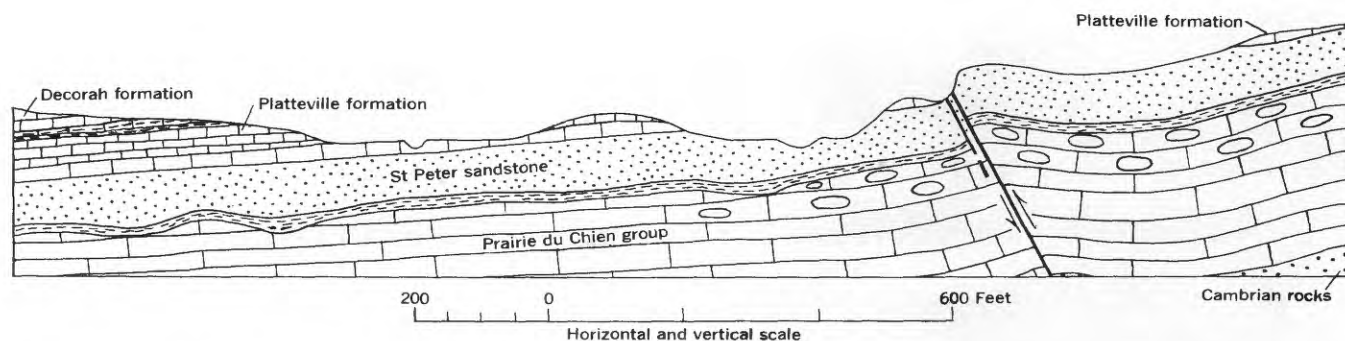 Platteville formation
Decorah formation
Platteville formation
St Peter sandstone
Prairie du Chien group
200 0 600 Feet
Cambrian rocks
Horizontal and vertical scale